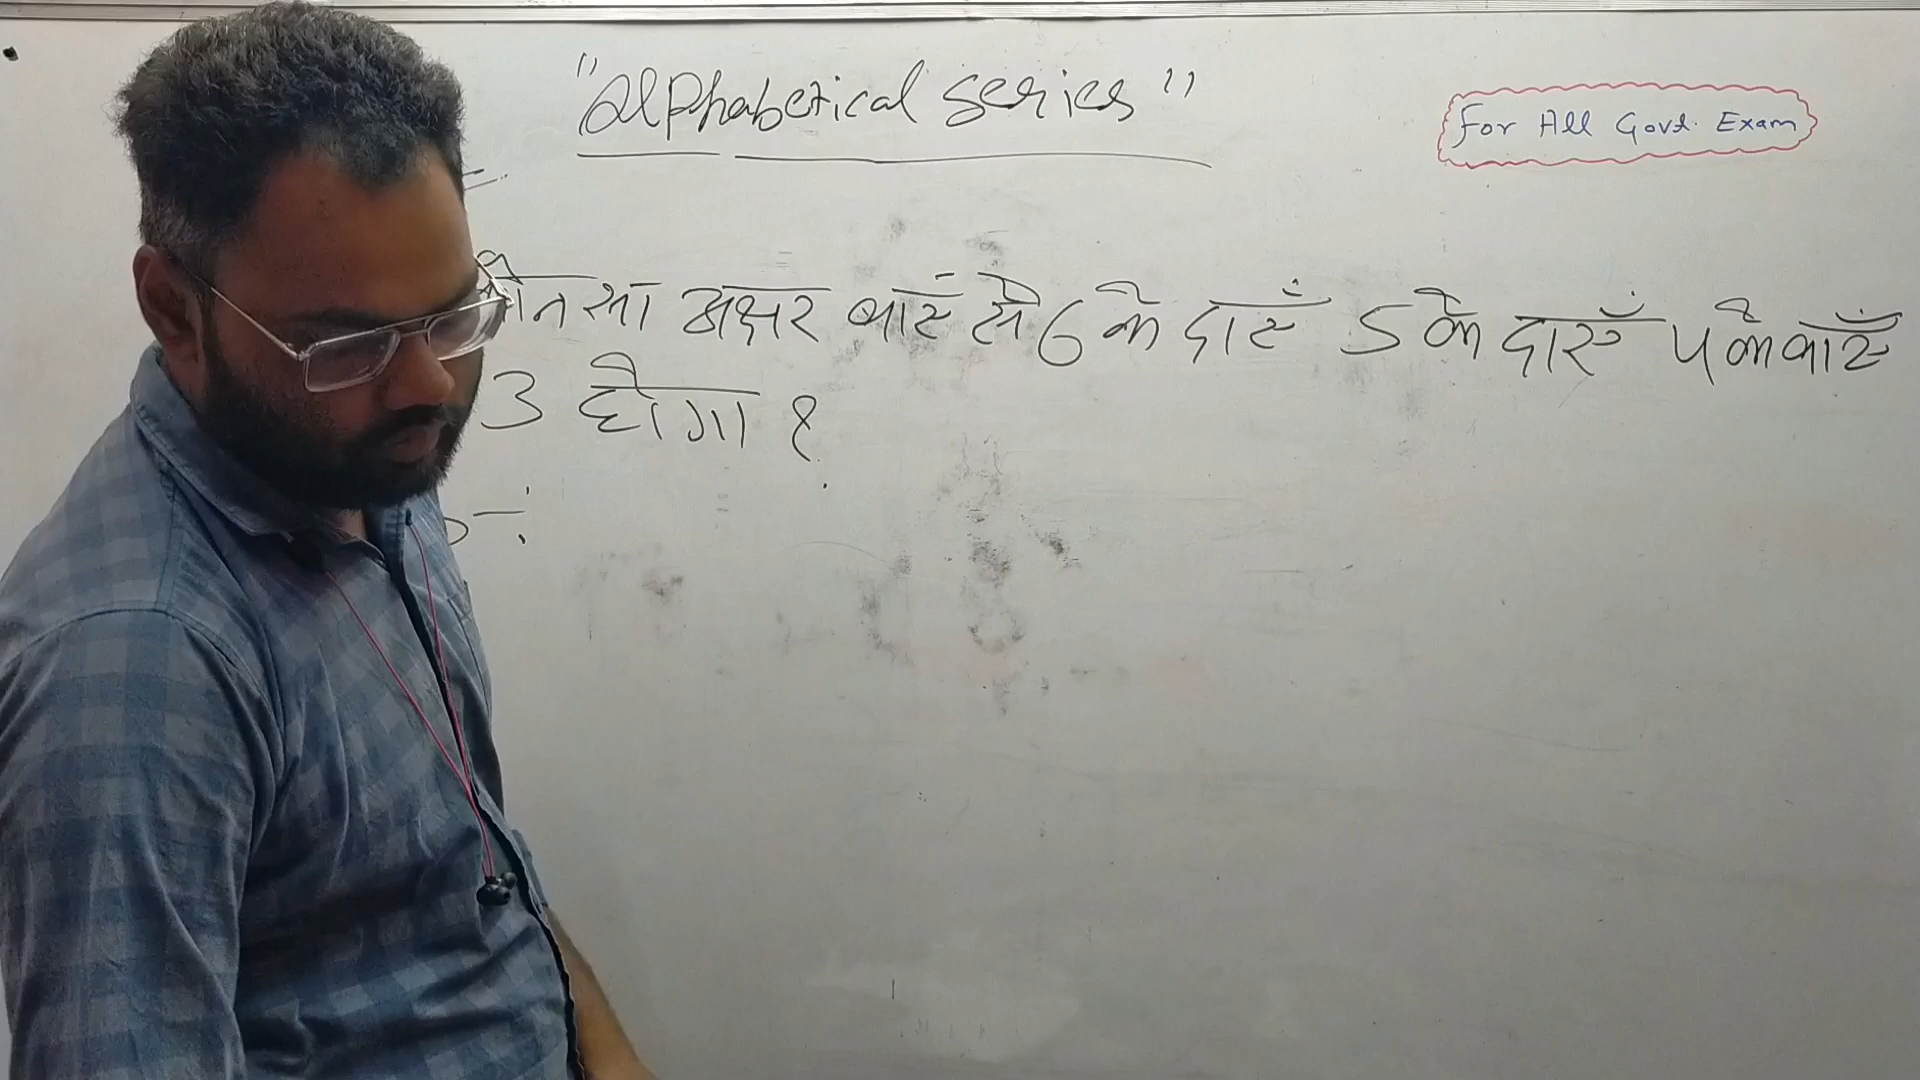 "Alphabetical series"
For All Govt. Exam
कौन सा अक्षर बाएं से 6 के दाएं 5 के दाएँ 4 के बाएँ
3 होगा ?